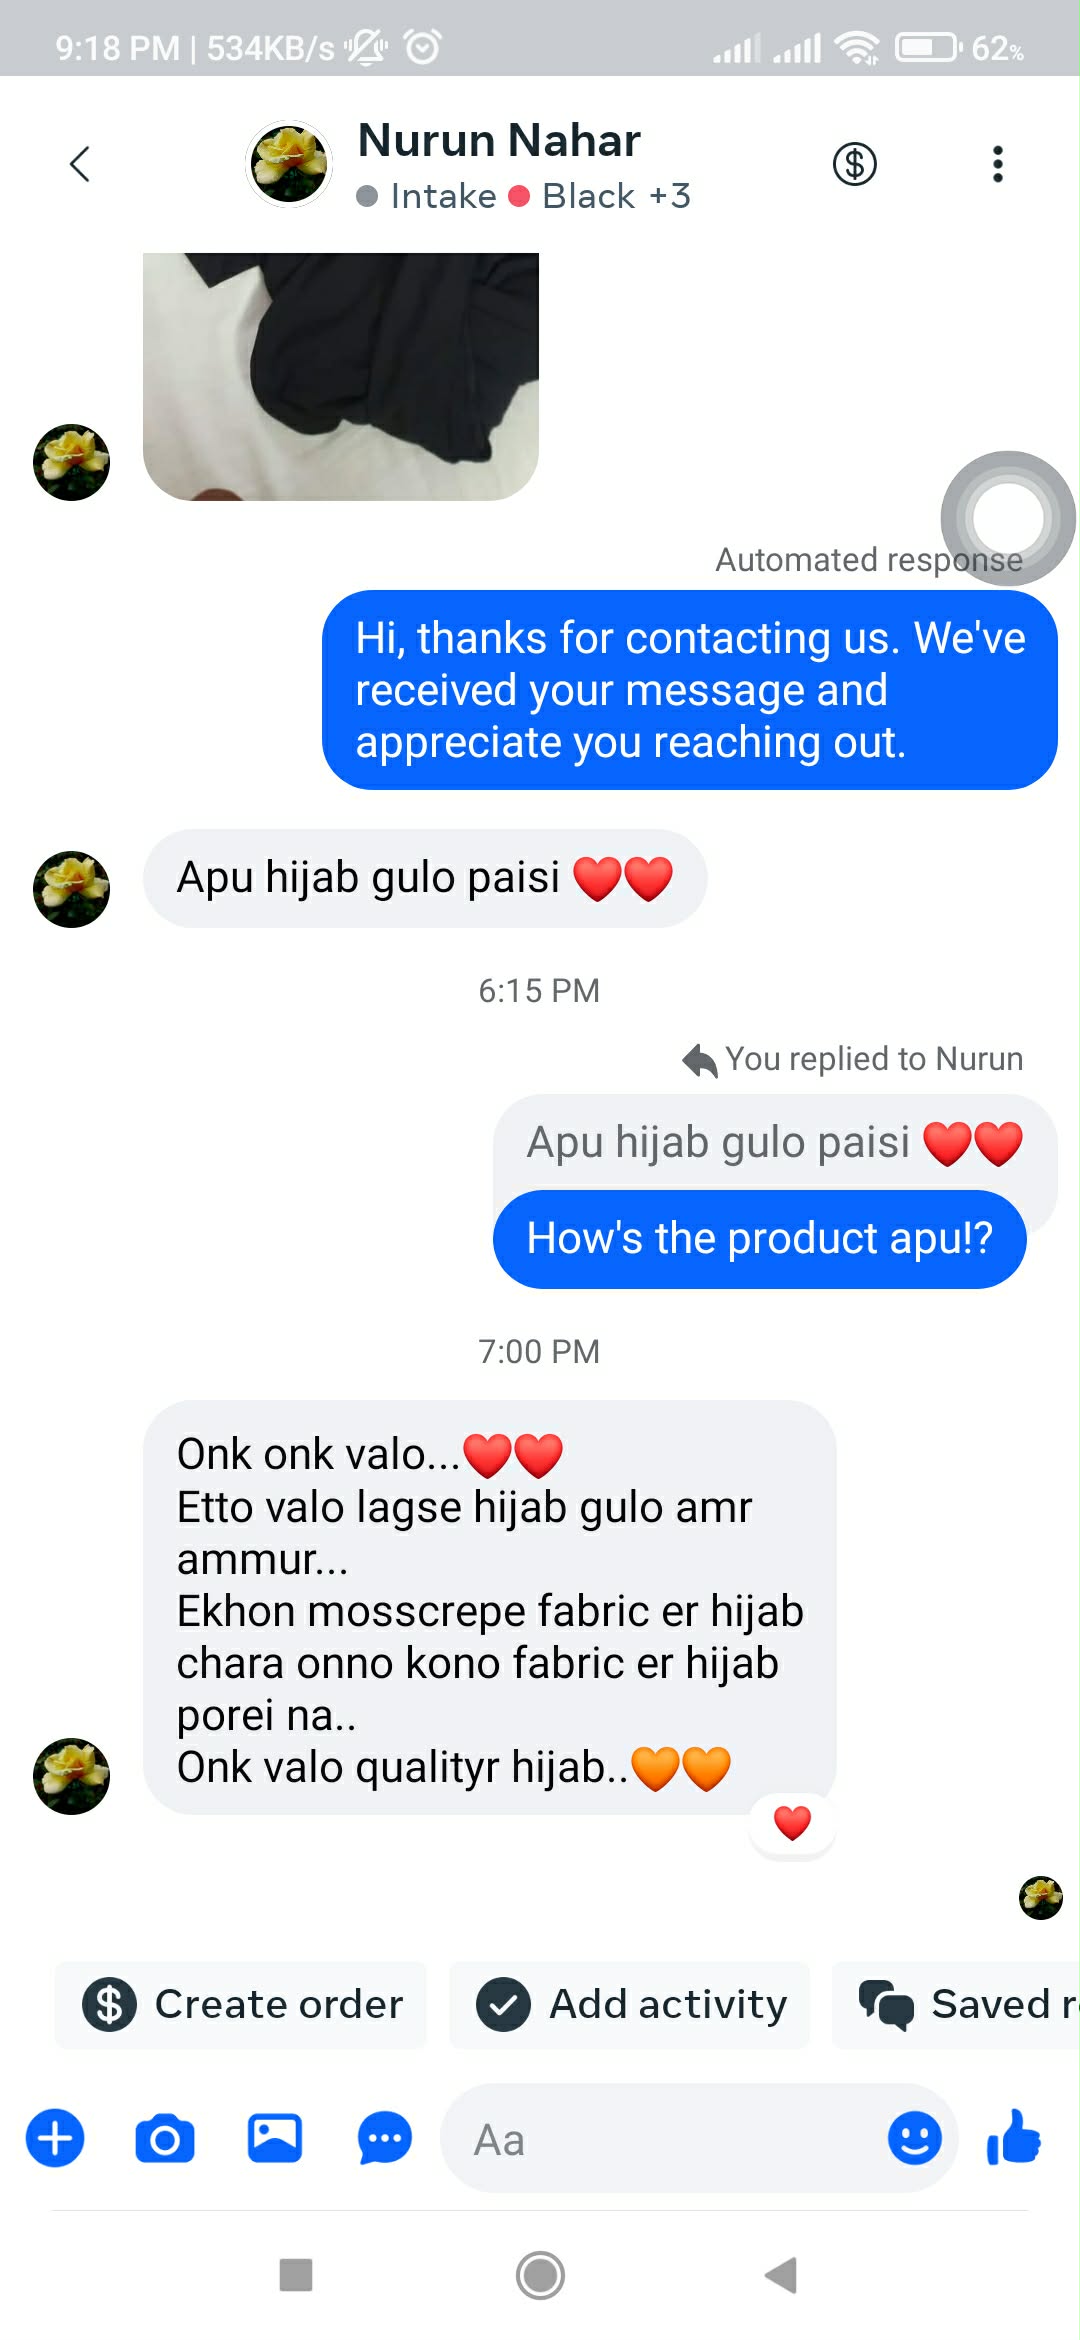 9:18 PM | 534KB/s
62%
Nurun Nahar
Intake Black +3
Automated response
Hi, thanks for contacting us. We've
received your message and
appreciate you reaching out.
Apu hijab gulo paisi ❤️❤️
6:15 PM
You replied to Nurun
Apu hijab gulo paisi ❤️❤️
How's the product apu!?
7:00 PM
Onk onk valo...❤️❤️
Etto valo lagse hijab gulo amr
ammur...
Ekhon mosscrepe fabric er hijab
chara onno kono fabric er hijab
porei na..
Onk valo qualityr hijab..🧡🧡
❤️
Create order
Add activity
Saved r
Aa